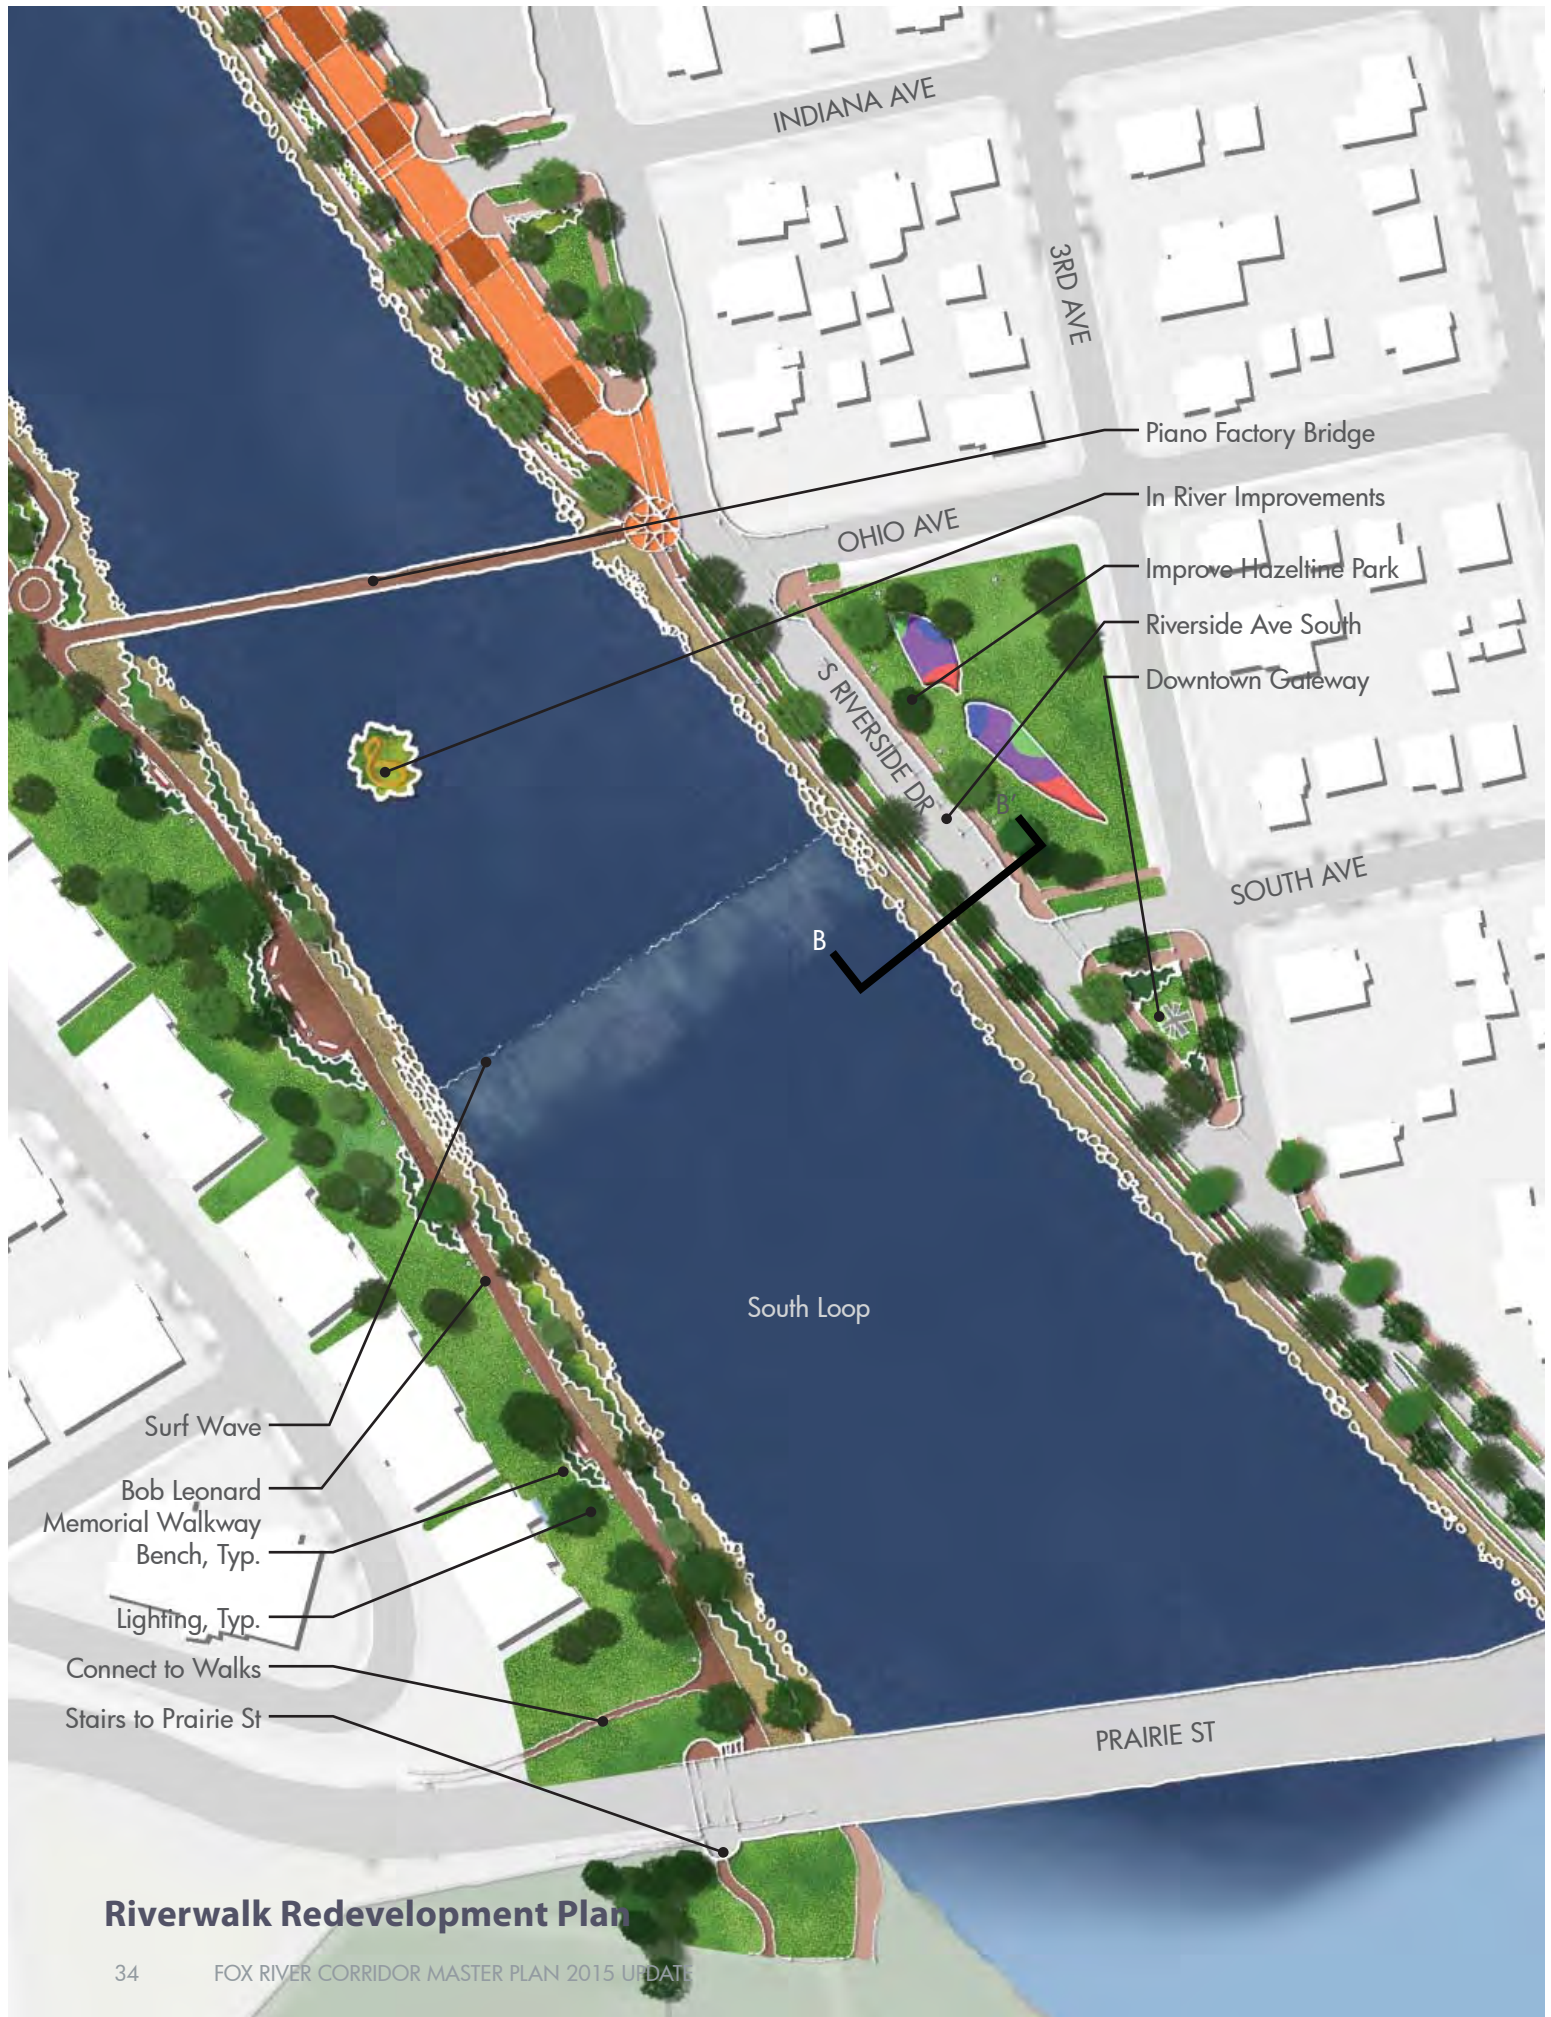 INDIANA AVE
3RD AVE
Piano Factory Bridge
In River Improvements
OHIO AVE
Improve Hazeltine Park
Riverside Ave South
Downtown Gateway
S RIVERSIDE DR
B'
SOUTH AVE
B
South Loop
Surf Wave
Bob Leonard
Memorial Walkway
Bench, Typ.
Lighting, Typ.
Connect to Walks
Stairs to Prairie St
PRAIRIE ST
Riverwalk Redevelopment Plan
34 FOX RIVER CORRIDOR MASTER PLAN 2015 UPDATE